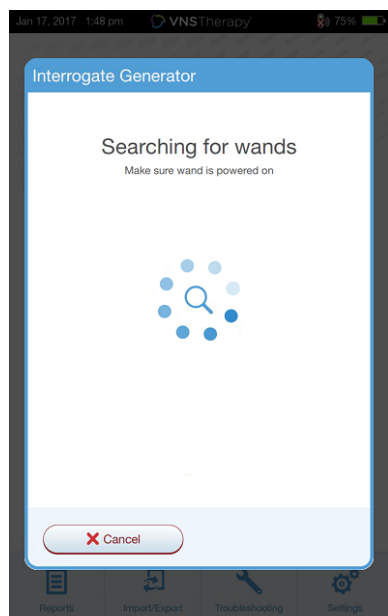 Jan 17, 2017 1:48 pm VNSTherapy 75%
Interrogate Generator
Searching for wands
Make sure wand is powered on
Cancel
Reports Import/Export Troubleshooting Settings